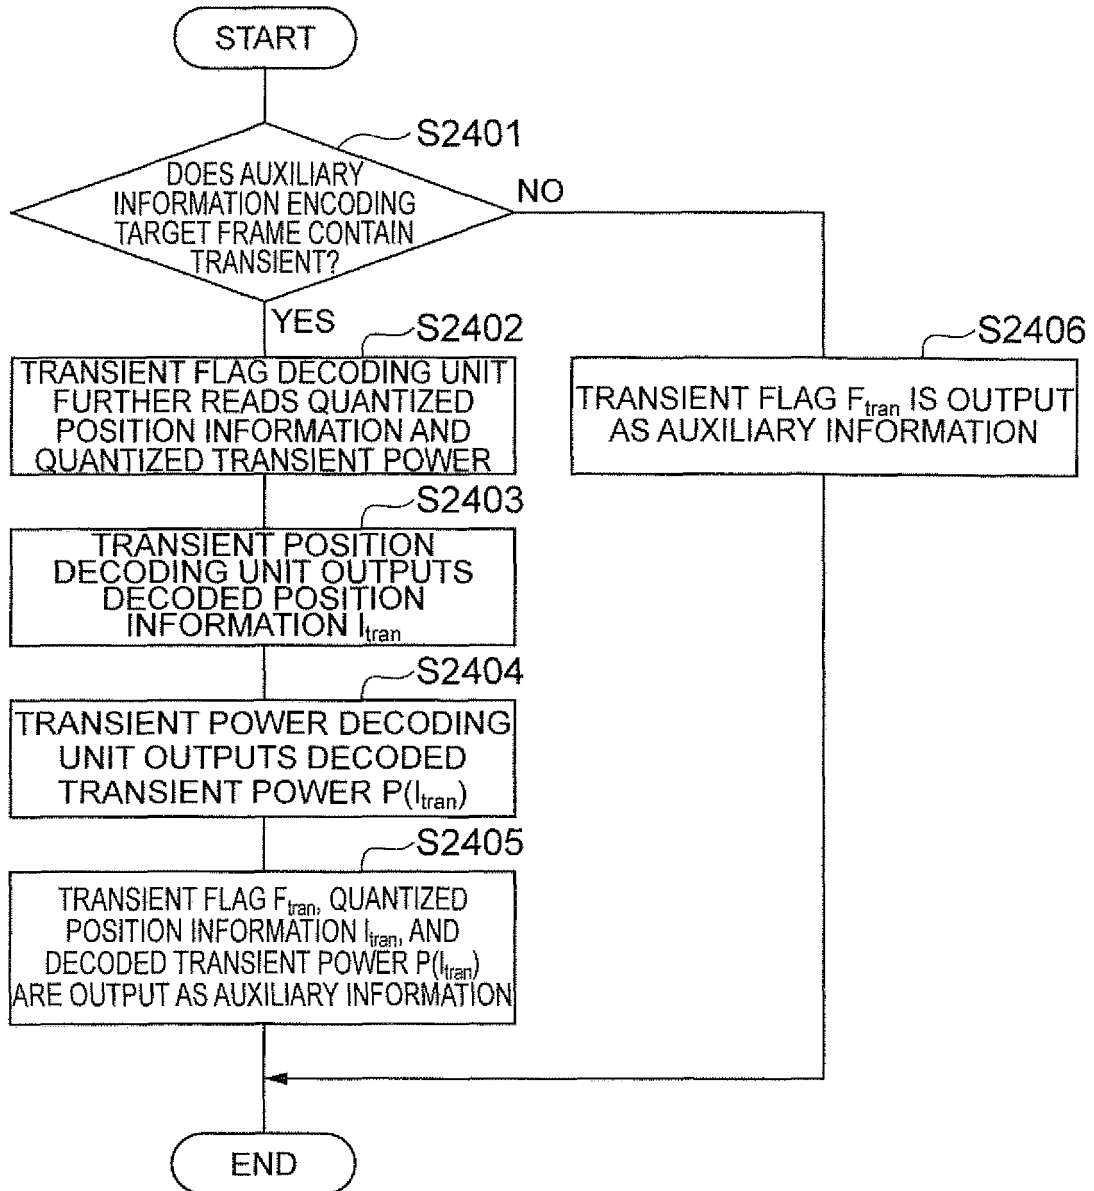 START
S2401
DOES AUXILIARY
INFORMATION ENCODING
TARGET FRAME CONTAIN
TRANSIENT?
NO
YES
S2402
TRANSIENT FLAG DECODING UNIT
FURTHER READS QUANTIZED
POSITION INFORMATION AND
QUANTIZED TRANSIENT POWER
S2406
TRANSIENT FLAG Ftran IS OUTPUT
AS AUXILIARY INFORMATION
S2403
TRANSIENT POSITION
DECODING UNIT OUTPUTS
DECODED POSITION
INFORMATION Itran
S2404
TRANSIENT POWER DECODING
UNIT OUTPUTS DECODED
TRANSIENT POWER P(Itran)
S2405
TRANSIENT FLAG Ftran, QUANTIZED
POSITION INFORMATION Itran, AND
DECODED TRANSIENT POWER P(Itran)
ARE OUTPUT AS AUXILIARY INFORMATION
END